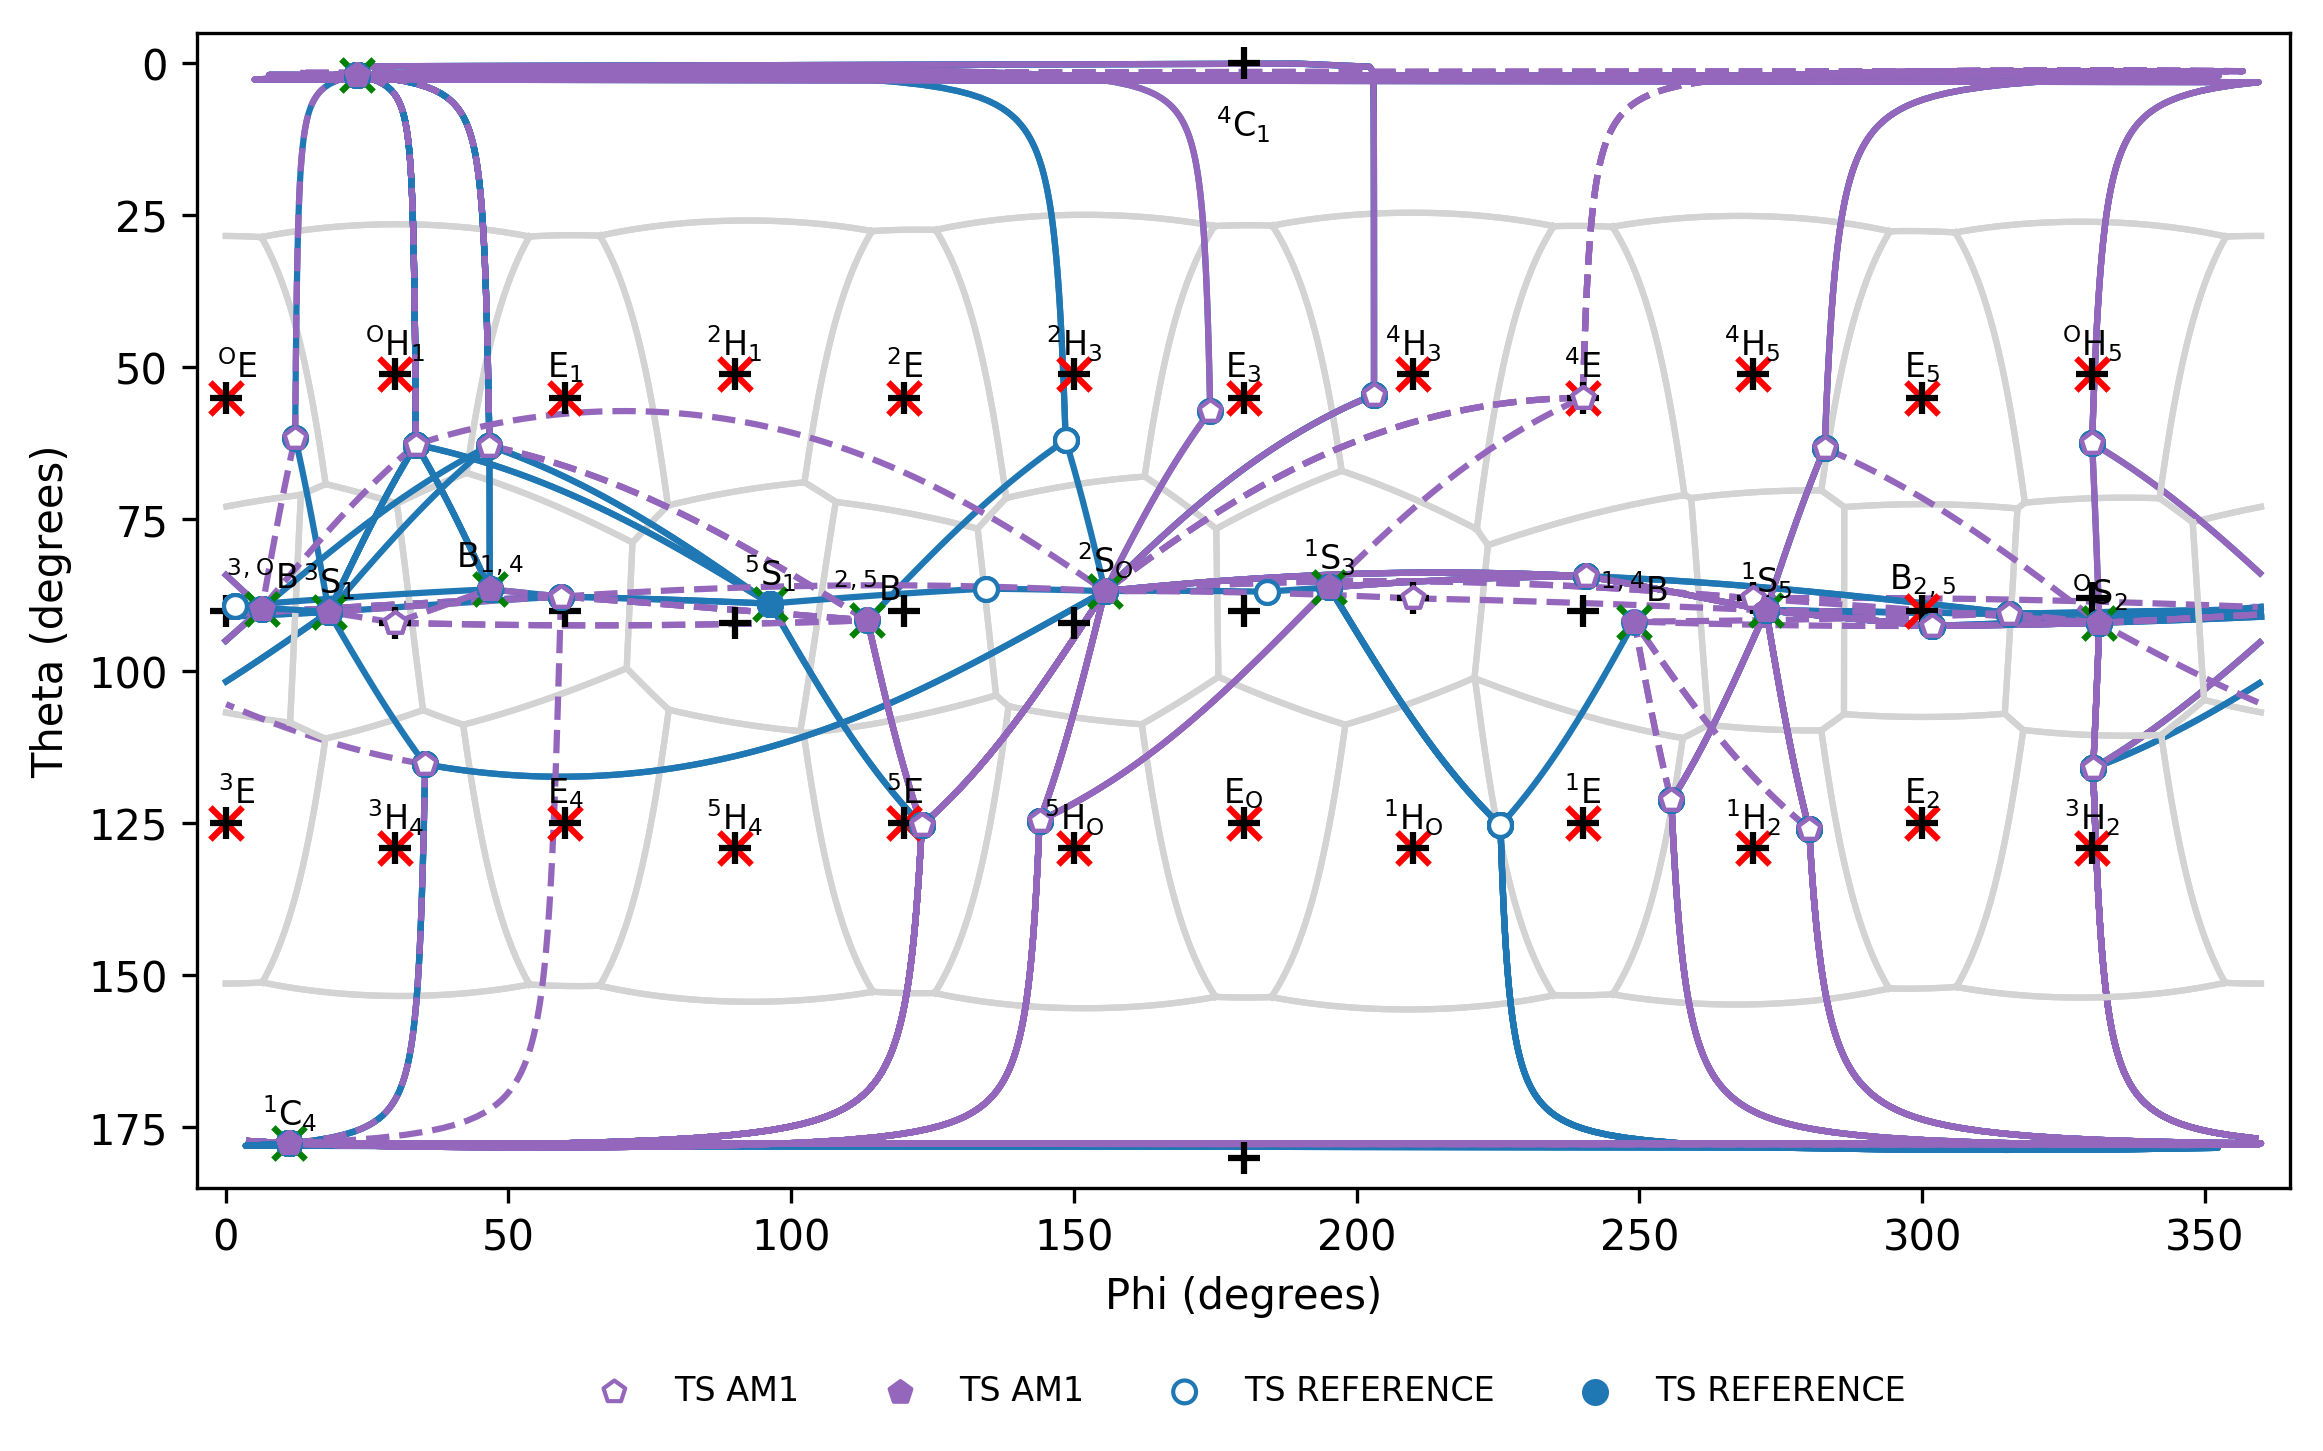 0
25
50
75
100
125
150
175
Theta (degrees)
⁴C₁
ᴼE
ᴼH₁
E₁
²H₁
²E
²H₃
E₃
⁴H₃
⁴E
⁴H₅
E₅
ᴼH₅
³,ᴼB
³S₁
B₁,₄
⁵S₁
²,⁵B
²Sₒ
¹S₃
¹,⁴B
¹S₅
B₂,₅
ᴼS₂
³E
³H₄
E₄
⁵H₄
⁵E
⁵Hₒ
Eₒ
¹Hₒ
¹E
¹H₂
E₂
³H₂
¹C₄
0 50 100 150 200 250 300 350
Phi (degrees)
TS AM1 TS AM1 TS REFERENCE TS REFERENCE